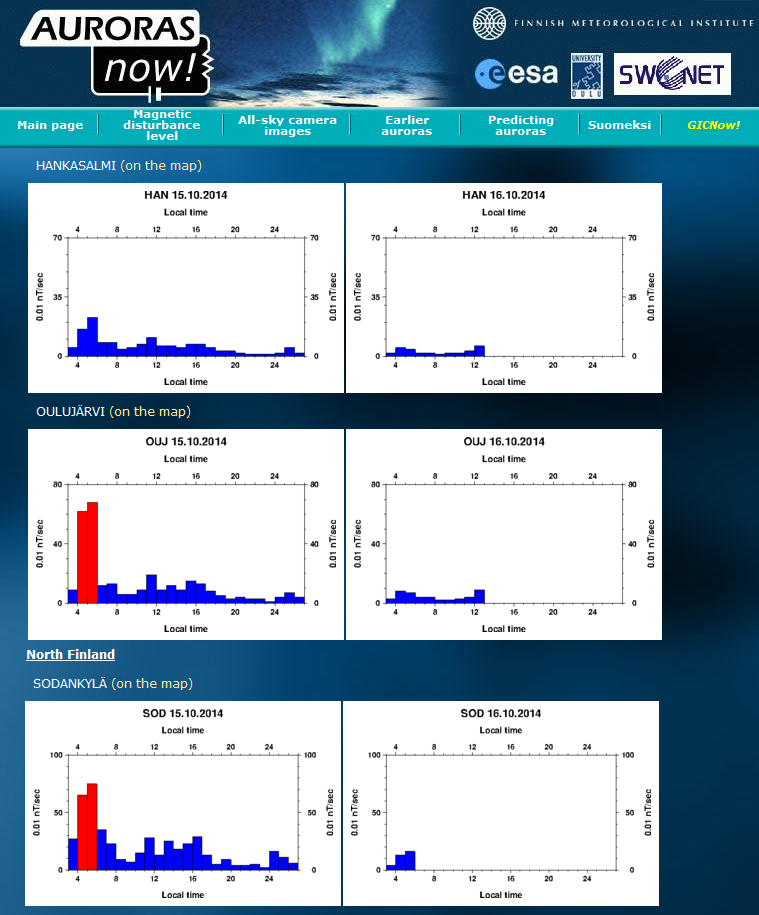 AURORAS
now!
FINNISH METEOROLOGICAL INSTITUTE
esa
UNIVERSITY
OULU
SWENET
Main page
Magnetic
disturbance
level
All-sky camera
images
Earlier
auroras
Predicting
auroras
Suomeksi
GICNow!
HANKASALMI (on the map)
HAN 15.10.2014
Local time
4 8 12 16 20 24
70 70
35 35
0 0
0.01 nT/sec
0.01 nT/sec
4 8 12 16 20 24
Local time
HAN 16.10.2014
Local time
4 8 12 16 20 24
70 70
35 35
0 0
0.01 nT/sec
0.01 nT/sec
4 8 12 16 20 24
Local time
OULUJÄRVI (on the map)
OUJ 15.10.2014
Local time
4 8 12 16 20 24
80 80
40 40
0 0
0.01 nT/sec
0.01 nT/sec
4 8 12 16 20 24
Local time
OUJ 16.10.2014
Local time
4 8 12 16 20 24
80 80
40 40
0 0
0.01 nT/sec
0.01 nT/sec
4 8 12 16 20 24
Local time
North Finland
SODANKYLÄ (on the map)
SOD 15.10.2014
Local time
4 8 12 16 20 24
100 100
50 50
0 0
0.01 nT/sec
0.01 nT/sec
4 8 12 16 20 24
Local time
SOD 16.10.2014
Local time
4 8 12 16 20 24
100 100
50 50
0 0
0.01 nT/sec
0.01 nT/sec
4 8 12 16 20 24
Local time